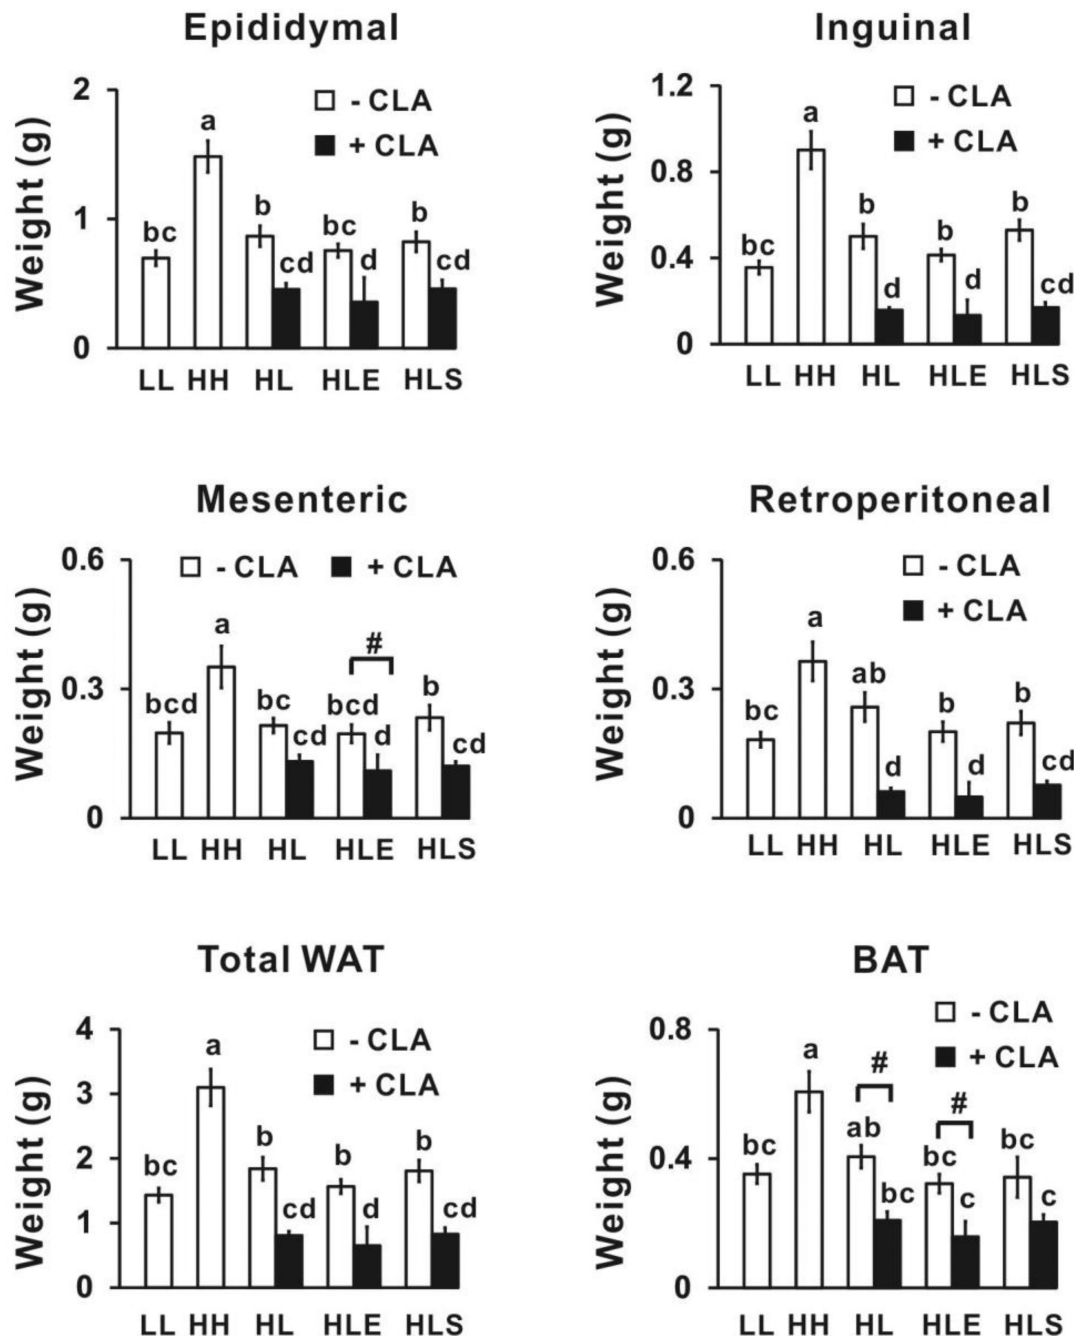 Epididymal
Weight (g)
2
1
0
- CLA
+ CLA
bc
a
b
cd
bc
d
b
cd
LL HH HL HLE HLS
Inguinal
Weight (g)
1.2
0.8
0.4
0
- CLA
+ CLA
bc
a
b
d
b
d
b
cd
LL HH HL HLE HLS
Mesenteric
Weight (g)
0.6
0.3
0
- CLA + CLA
bcd
a
bc
cd
#
bcd
d
b
cd
LL HH HL HLE HLS
Retroperitoneal
Weight (g)
0.6
0.3
0
- CLA
+ CLA
bc
a
ab
d
b
d
b
cd
LL HH HL HLE HLS
Total WAT
Weight (g)
4
3
2
1
0
- CLA
+ CLA
bc
a
b
cd
b
d
b
cd
LL HH HL HLE HLS
BAT
Weight (g)
0.8
0.4
0
- CLA
+ CLA
bc
a
#
ab
bc
#
bc
c
bc
c
LL HH HL HLE HLS